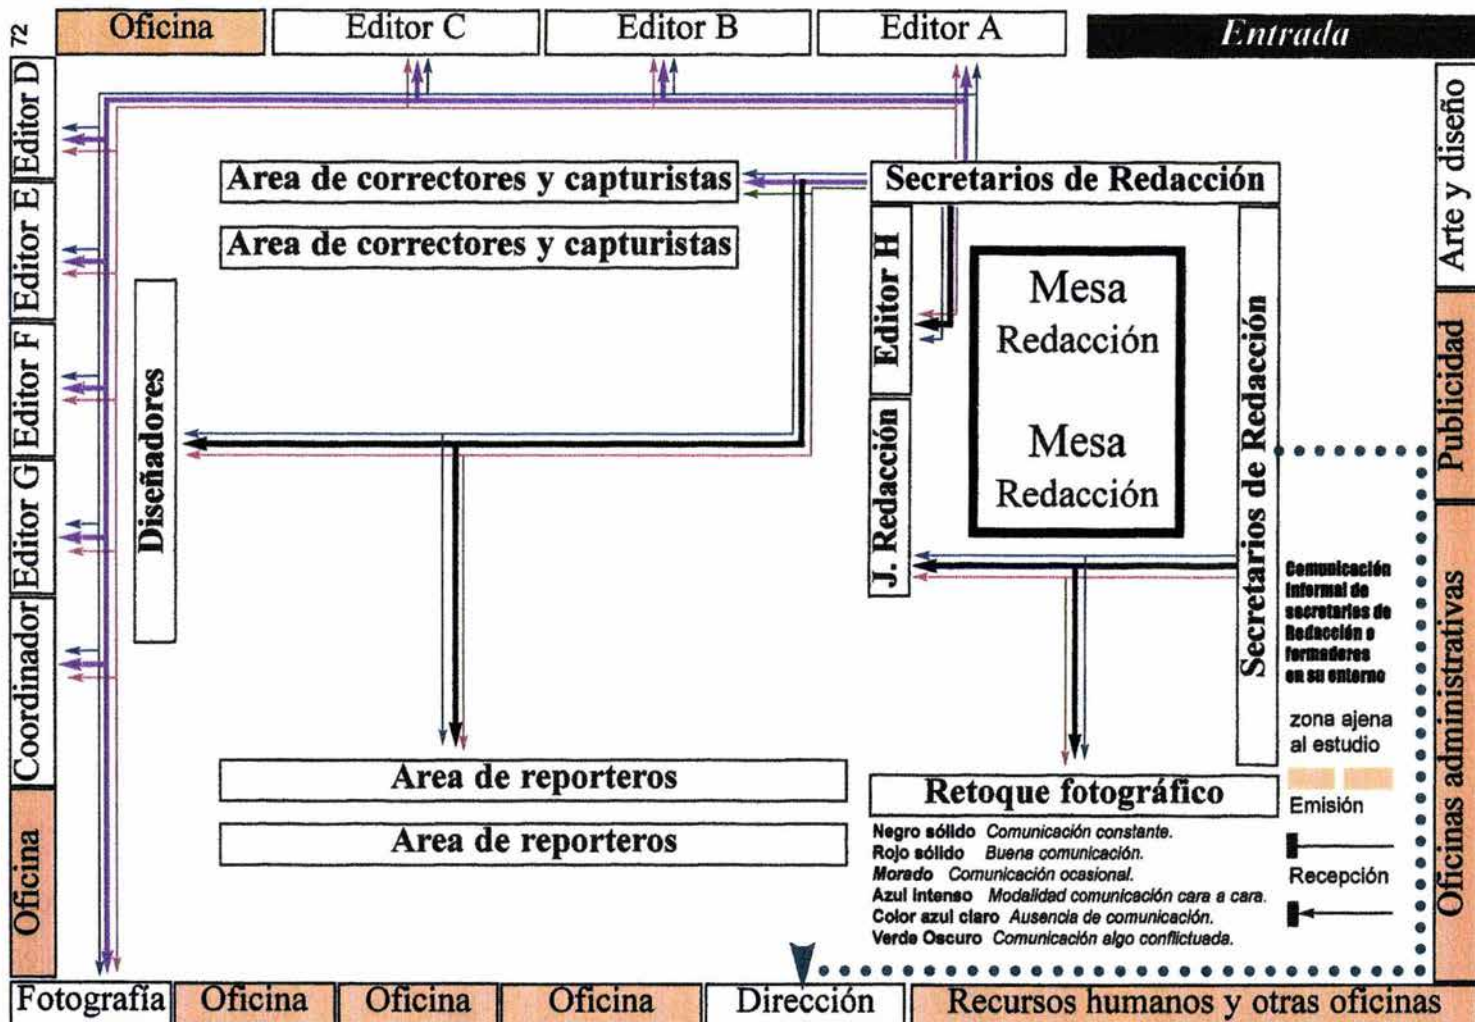 72
Oficina
Editor C
Editor B
Editor A
Entrada
Editor D
Editor E
Editor F
Editor G
Coordinador
Oficina
Area de correctores y capturistas
Area de correctores y capturistas
Secretarios de Redacción
Editor H
J. Redacción
Mesa
Redacción
Mesa
Redacción
Secretarios de Redacción
Diseñadores
Arte y diseño
Publicidad
Oficinas administrativas
Comunicación
informal de
secretarios de
Redacción o
formadores
en su entorno
zona ajena
al estudio
Emisión
Recepción
Area de reporteros
Area de reporteros
Retoque fotográfico
Negro sólido Comunicación constante.
Rojo sólido Buena comunicación.
Morado Comunicación ocasional.
Azul intenso Modalidad comunicación cara a cara.
Color azul claro Ausencia de comunicación.
Verde Oscuro Comunicación algo conflictuada.
Fotografía
Oficina
Oficina
Oficina
Dirección
Recursos humanos y otras oficinas